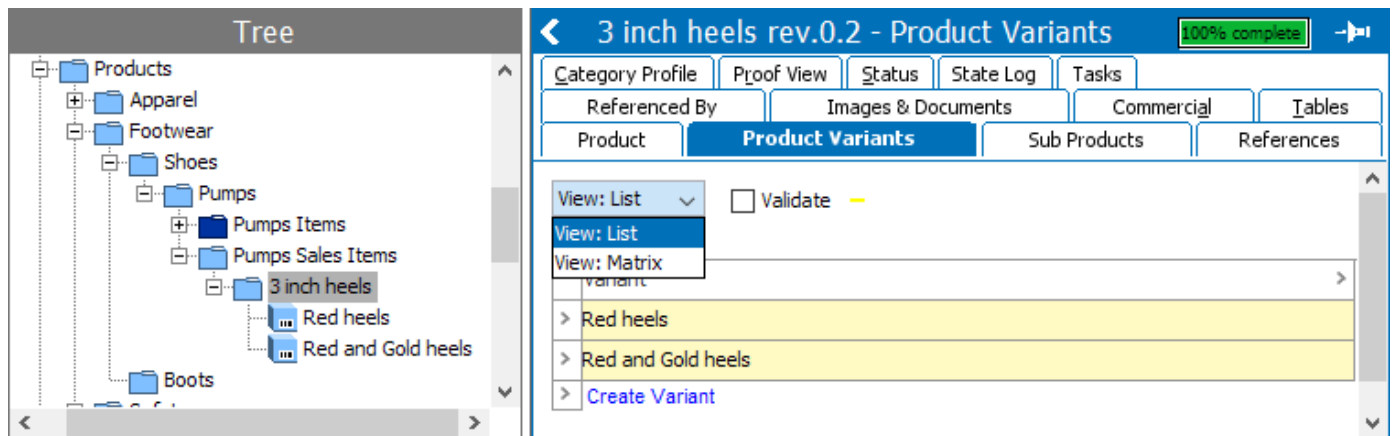 Tree
Products
Apparel
Footwear
Shoes
Pumps
Pumps Items
Pumps Sales Items
3 inch heels
Red heels
Red and Gold heels
Boots
3 inch heels rev.0.2 - Product Variants
100% complete
Category Profile Proof View Status State Log Tasks
Referenced By Images & Documents Commercial Tables
Product Product Variants Sub Products References
View: List Validate
View: List
View: Matrix
Variant
Red heels
Red and Gold heels
Create Variant